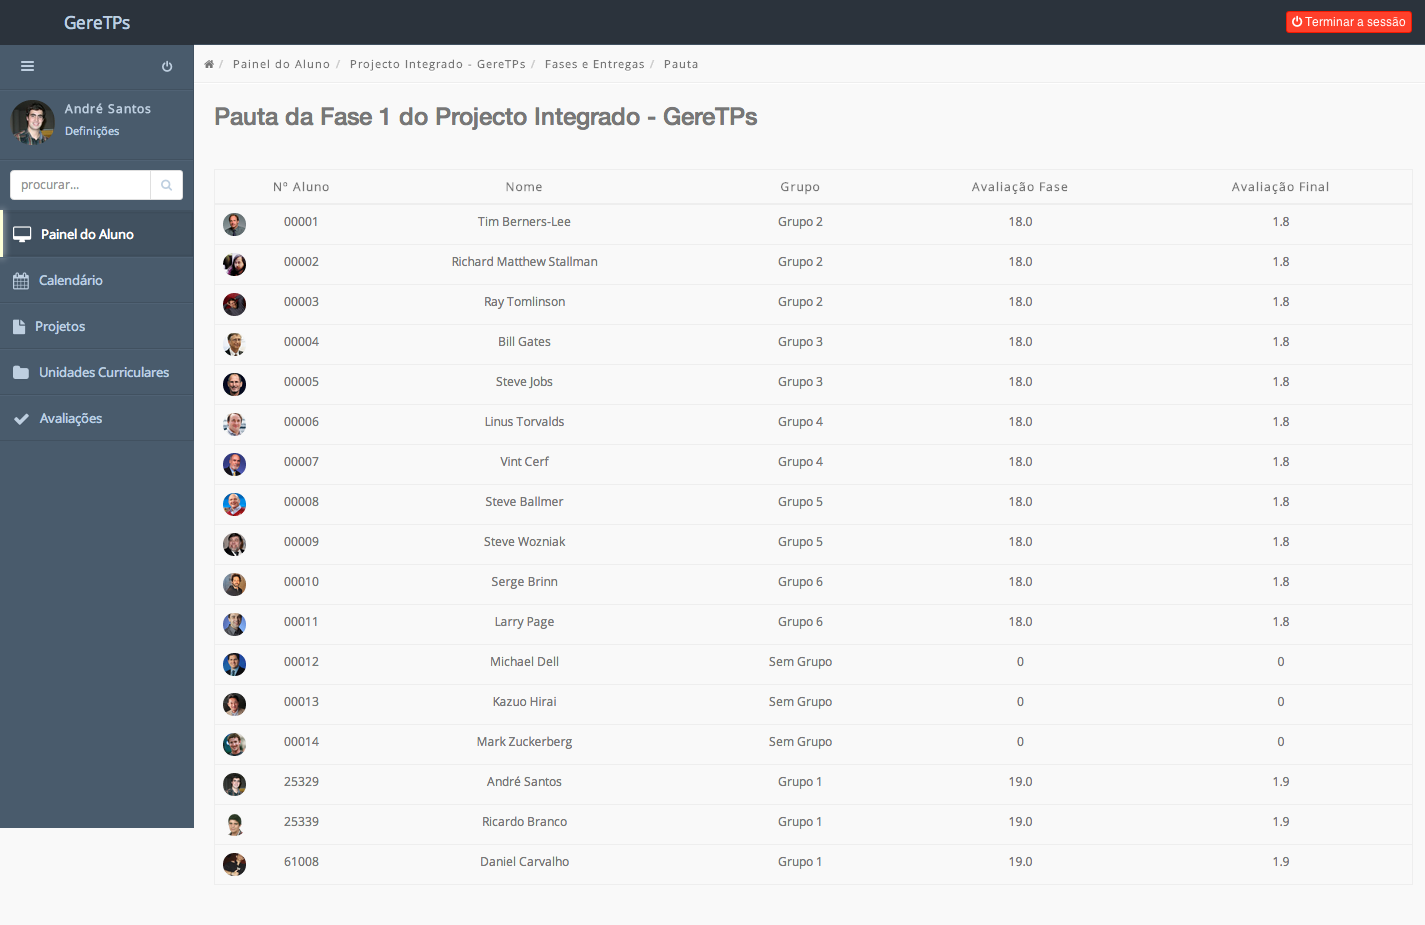 GereTPs
Terminar a sessão
/ Painel do Aluno / Projecto Integrado - GereTPs / Fases e Entregas / Pauta
André Santos
Definições
procurar...
Painel do Aluno
Calendário
Projetos
Unidades Curriculares
Avaliações
Pauta da Fase 1 do Projecto Integrado - GereTPs
Nº Aluno Nome Grupo Avaliação Fase Avaliação Final
00001 Tim Berners-Lee Grupo 2 18.0 1.8
00002 Richard Matthew Stallman Grupo 2 18.0 1.8
00003 Ray Tomlinson Grupo 2 18.0 1.8
00004 Bill Gates Grupo 3 18.0 1.8
00005 Steve Jobs Grupo 3 18.0 1.8
00006 Linus Torvalds Grupo 4 18.0 1.8
00007 Vint Cerf Grupo 4 18.0 1.8
00008 Steve Ballmer Grupo 5 18.0 1.8
00009 Steve Wozniak Grupo 5 18.0 1.8
00010 Serge Brinn Grupo 6 18.0 1.8
00011 Larry Page Grupo 6 18.0 1.8
00012 Michael Dell Sem Grupo 0 0
00013 Kazuo Hirai Sem Grupo 0 0
00014 Mark Zuckerberg Sem Grupo 0 0
25329 André Santos Grupo 1 19.0 1.9
25339 Ricardo Branco Grupo 1 19.0 1.9
61008 Daniel Carvalho Grupo 1 19.0 1.9